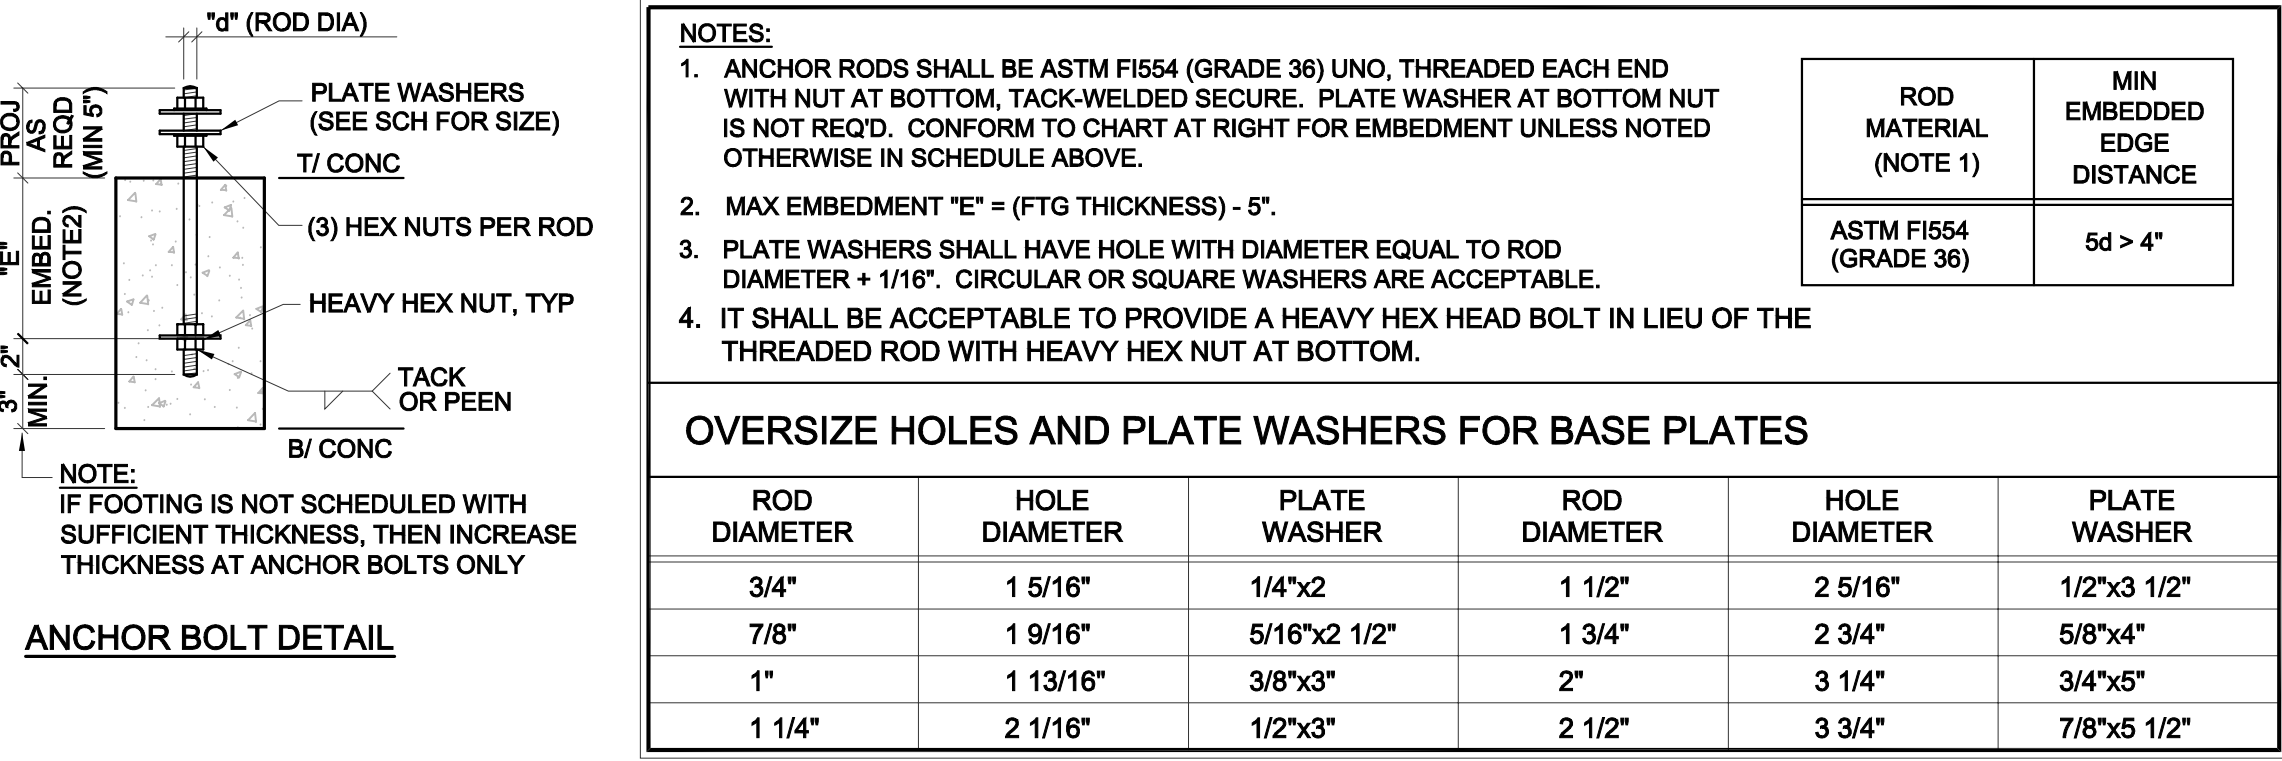 "d" (ROD DIA)
PLATE WASHERS
(SEE SCH FOR SIZE)
PROJ
AS
REQD
(MIN 5")
T/ CONC
(3) HEX NUTS PER ROD
"E"
EMBED.
(NOTE2)
HEAVY HEX NUT, TYP
2"
3"
MIN.
TACK
OR PEEN
B/ CONC
NOTE:
IF FOOTING IS NOT SCHEDULED WITH
SUFFICIENT THICKNESS, THEN INCREASE
THICKNESS AT ANCHOR BOLTS ONLY
ANCHOR BOLT DETAIL
NOTES:
1. ANCHOR RODS SHALL BE ASTM FI554 (GRADE 36) UNO, THREADED EACH END
WITH NUT AT BOTTOM, TACK-WELDED SECURE. PLATE WASHER AT BOTTOM NUT
IS NOT REQ'D. CONFORM TO CHART AT RIGHT FOR EMBEDMENT UNLESS NOTED
OTHERWISE IN SCHEDULE ABOVE.
2. MAX EMBEDMENT "E" = (FTG THICKNESS) - 5".
3. PLATE WASHERS SHALL HAVE HOLE WITH DIAMETER EQUAL TO ROD
DIAMETER + 1/16". CIRCULAR OR SQUARE WASHERS ARE ACCEPTABLE.
4. IT SHALL BE ACCEPTABLE TO PROVIDE A HEAVY HEX HEAD BOLT IN LIEU OF THE
THREADED ROD WITH HEAVY HEX NUT AT BOTTOM.
ROD
MATERIAL
(NOTE 1)
MIN
EMBEDDED
EDGE
DISTANCE
ASTM FI554
(GRADE 36)
5d > 4"
OVERSIZE HOLES AND PLATE WASHERS FOR BASE PLATES
ROD DIAMETER HOLE DIAMETER PLATE WASHER ROD DIAMETER HOLE DIAMETER PLATE WASHER
3/4" 1 5/16" 1/4"x2 1 1/2" 2 5/16" 1/2"x3 1/2"
7/8" 1 9/16" 5/16"x2 1/2" 1 3/4" 2 3/4" 5/8"x4"
1" 1 13/16" 3/8"x3" 2" 3 1/4" 3/4"x5"
1 1/4" 2 1/16" 1/2"x3" 2 1/2" 3 3/4" 7/8"x5 1/2"